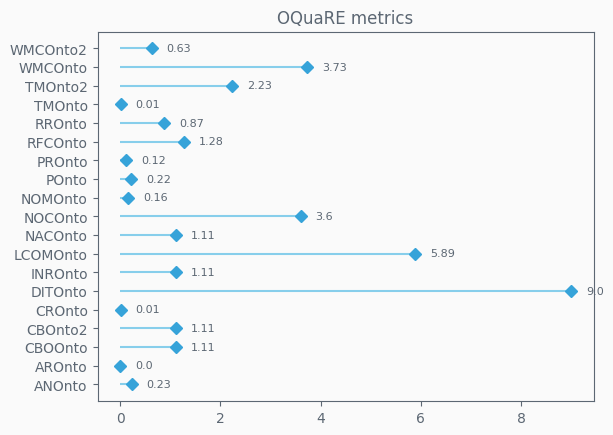 OQuaRE metrics
WMCOnto2 0.63
WMCOnto 3.73
TMOnto2 2.23
TMOnto 0.01
RROnto 0.87
RFCOnto 1.28
PROnto 0.12
POnto 0.22
NOMOnto 0.16
NOCOnto 3.6
NACOnto 1.11
LCOMOnto 5.89
INROnto 1.11
DITOnto 9.0
CROnto 0.01
CBOnto2 1.11
CBOOnto 1.11
AROnto 0.0
ANOnto 0.23
0 2 4 6 8